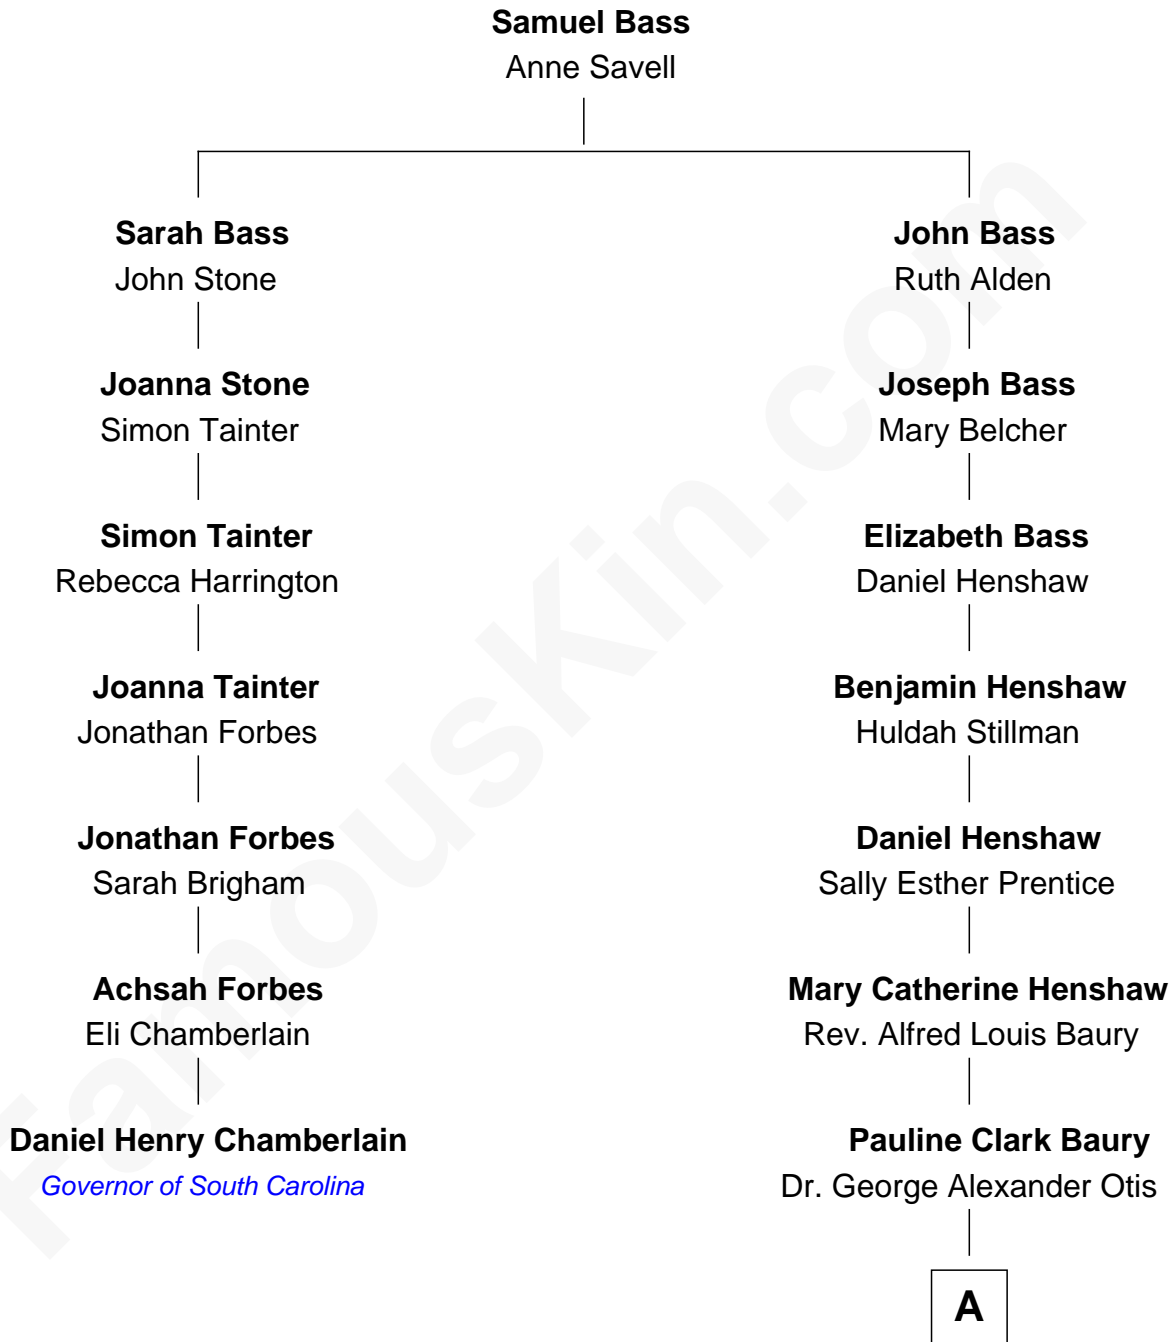 Samuel Bass
Anne Savell
Sarah Bass
John Stone
Joanna Stone
Simon Tainter
Simon Tainter
Rebecca Harrington
Joanna Tainter
Jonathan Forbes
Jonathan Forbes
Sarah Brigham
Achsah Forbes
Eli Chamberlain
Daniel Henry Chamberlain
Governor of South Carolina
John Bass
Ruth Alden
Joseph Bass
Mary Belcher
Elizabeth Bass
Daniel Henshaw
Benjamin Henshaw
Huldah Stillman
Daniel Henshaw
Sally Esther Prentice
Mary Catherine Henshaw
Rev. Alfred Louis Baury
Pauline Clark Baury
Dr. George Alexander Otis
A
FamousKin.com